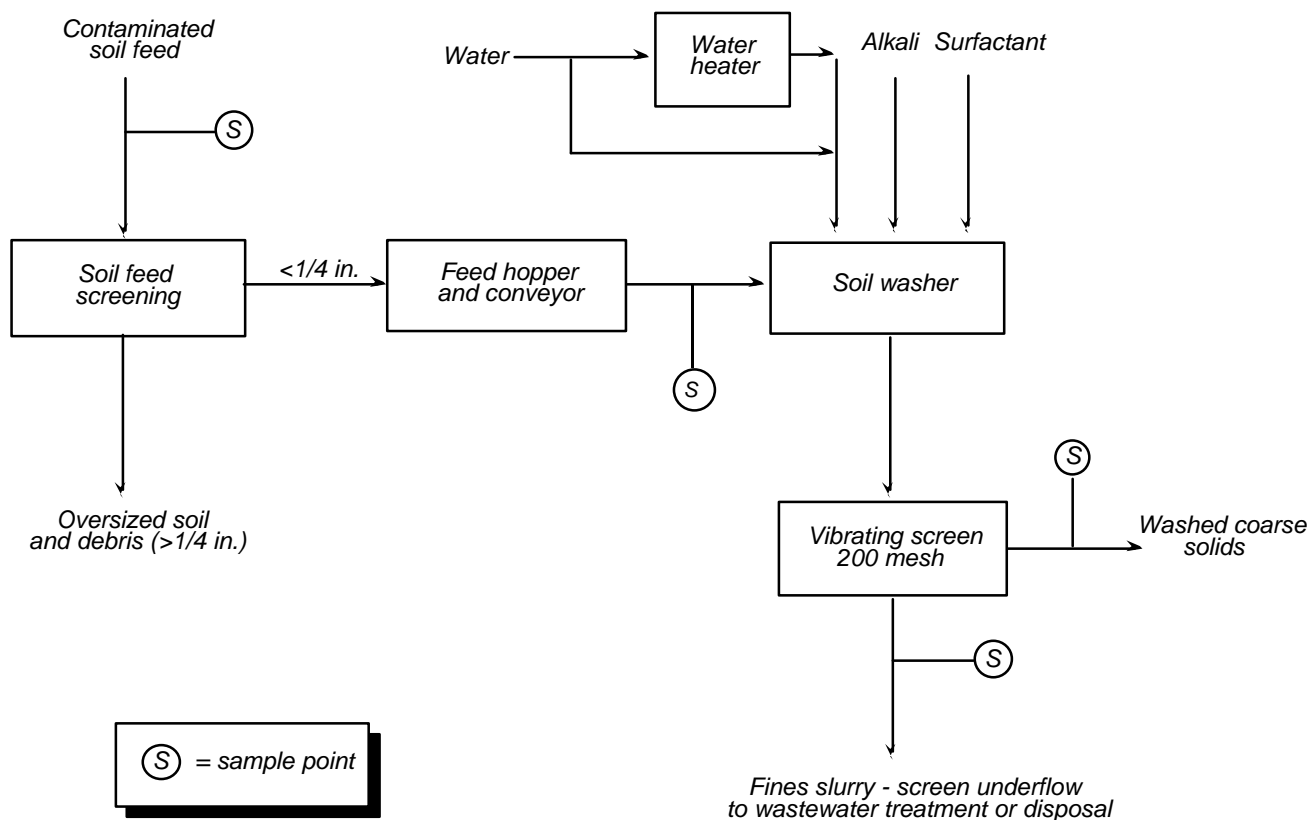 Contaminated
soil feed
Water
Water
heater
Alkali
Surfactant
S
Soil feed
screening
<1/4 in.
Feed hopper
and conveyor
Soil washer
S
S
Oversized soil
and debris (>1/4 in.)
Vibrating screen
200 mesh
Washed coarse
solids
S
S = sample point
Fines slurry - screen underflow
to wastewater treatment or disposal